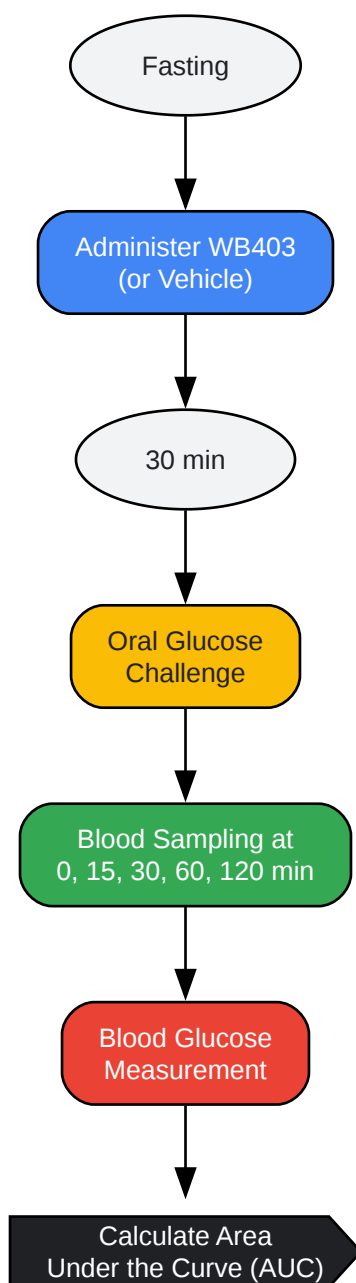 Fasting
Administer WB403
(or Vehicle)
30 min
Oral Glucose
Challenge
Blood Sampling at
0, 15, 30, 60, 120 min
Blood Glucose
Measurement
Calculate Area
Under the Curve (AUC)